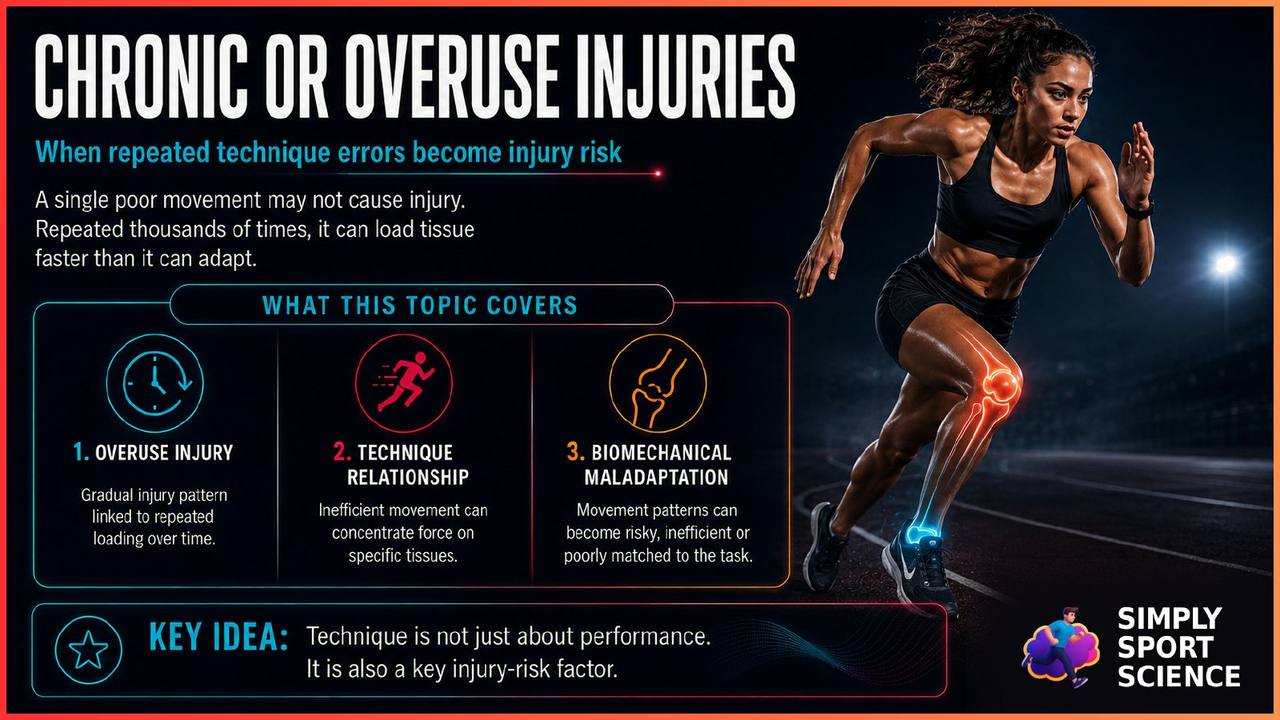 CHRONIC OR OVERUSE INJURIES
When repeated technique errors become injury risk
A single poor movement may not cause injury.
Repeated thousands of times, it can load tissue
faster than it can adapt.
WHAT THIS TOPIC COVERS
1. OVERUSE INJURY
Gradual injury pattern
linked to repeated
loading over time.
2. TECHNIQUE
RELATIONSHIP
Inefficient movement can
concentrate force on
specific tissues.
3. BIOMECHANICAL
MALADAPTATION
Movement patterns can
become risky, inefficient or
poorly matched to the task.
KEY IDEA:
Technique is not just about performance.
It is also a key injury-risk factor.
SIMPLY
SPORT
SCIENCE